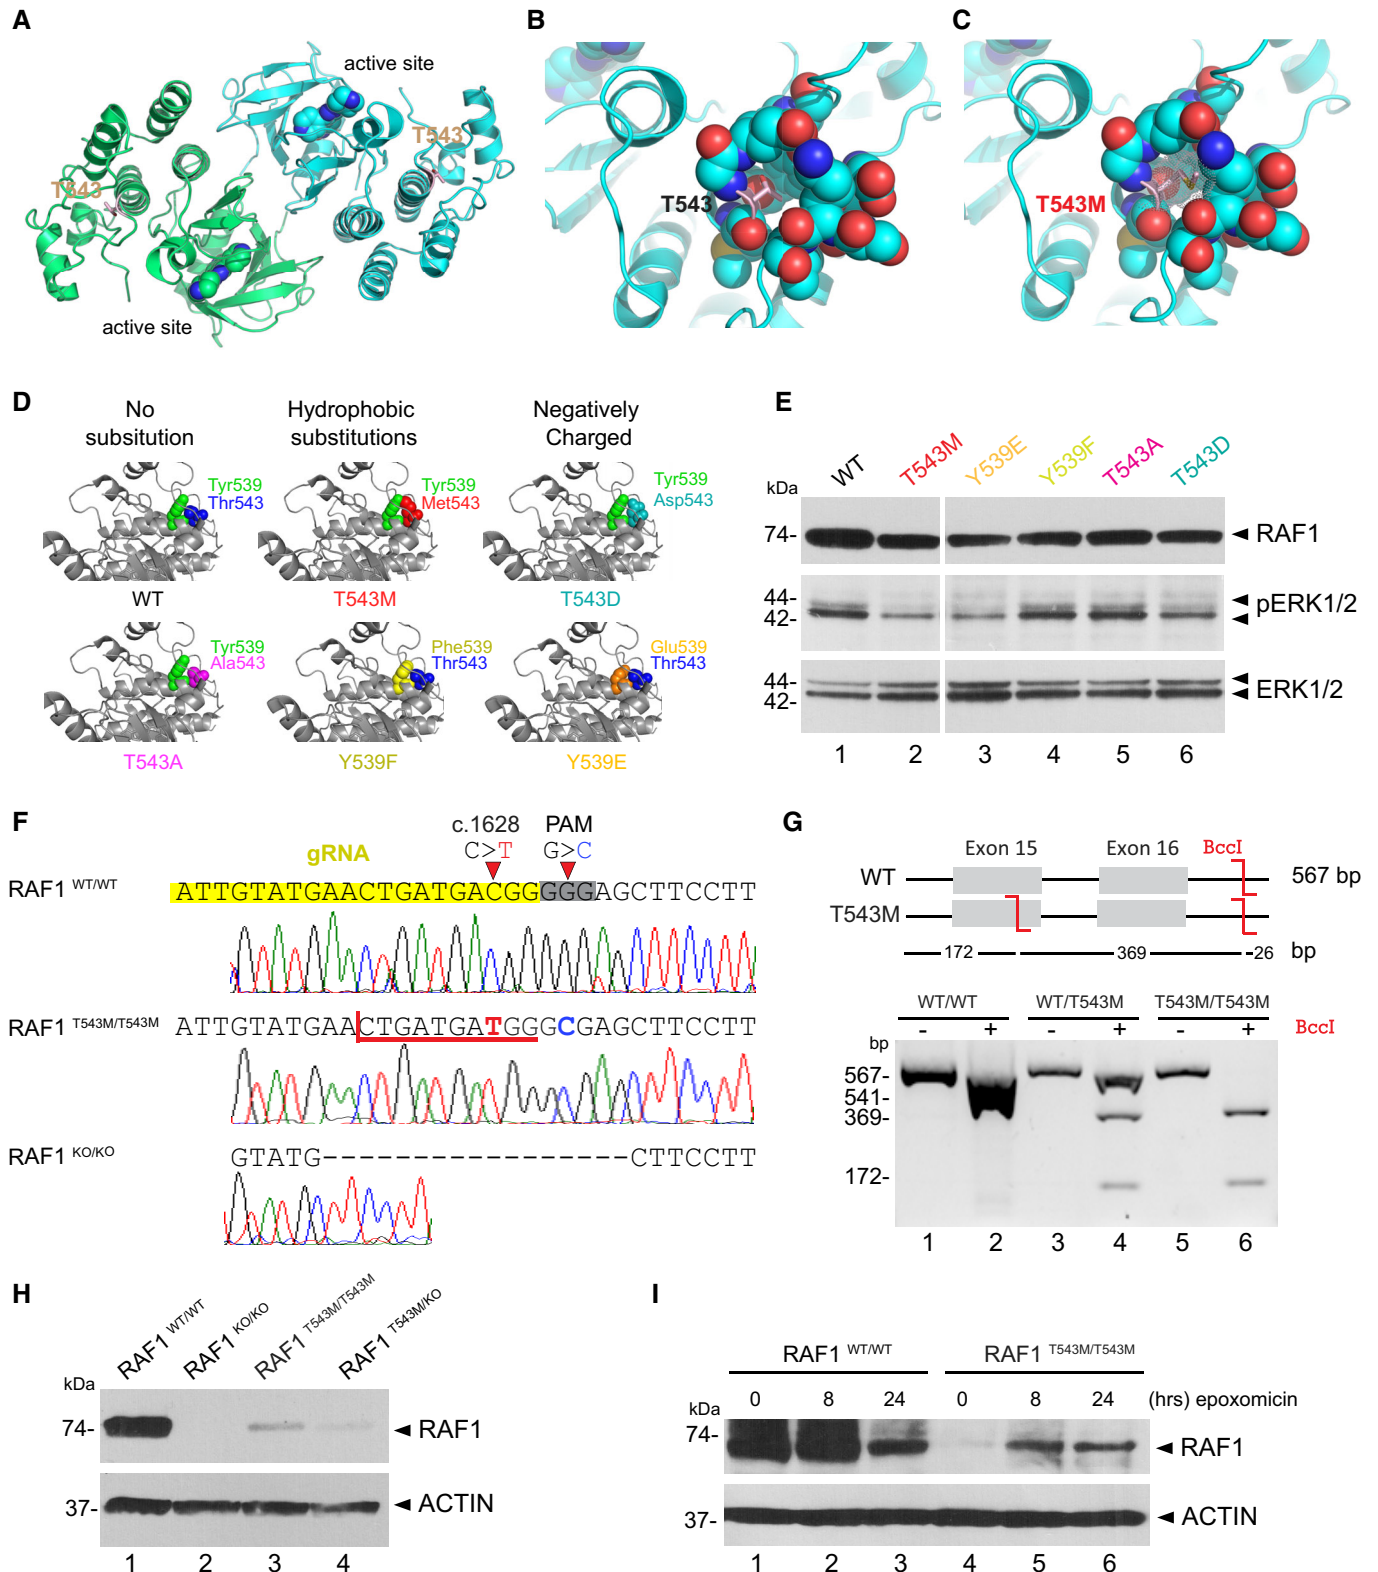 A
active site
T543
T543
active site
B
T543
C
T543M
D
No
subsitution
Hydrophobic
substitutions
Negatively
Charged
Tyr539
Thr543
Tyr539
Met543
Tyr539
Asp543
WT
T543M
T543D
Tyr539
Ala543
Phe539
Thr543
Glu539
Thr543
T543A
Y539F
Y539E
E
kDa
WT
T543M
Y539E
Y539F
T543A
T543D
74-
RAF1
44-
42-
pERK1/2
44-
42-
ERK1/2
1 2 3 4 5 6
F
gRNA
c.1628
C>T
PAM
G>C
RAF1 WT/WT
ATTGTATGAACTGATGACGGGGGAGCTTCCTT
RAF1 T543M/T543M
ATTGTATGAACTGATGATGGGCGAGCTTCCTT
RAF1 KO/KO
GTATG-----------------CTTCCTT
G
Exon 15
Exon 16
BccI
WT
567 bp
T543M
172
369
-26
bp
WT/WT
WT/T543M
T543M/T543M
- + - + - +
BccI
bp
567-
541-
369-
172-
1 2 3 4 5 6
H
RAF1 WT/WT
RAF1 KO/KO
RAF1 T543M/T543M
RAF1 T543M/KO
kDa
74-
RAF1
37-
ACTIN
1 2 3 4
I
RAF1 WT/WT
RAF1 T543M/T543M
0 8 24 0 8 24 (hrs) epoxomicin
kDa
74-
RAF1
37-
ACTIN
1 2 3 4 5 6